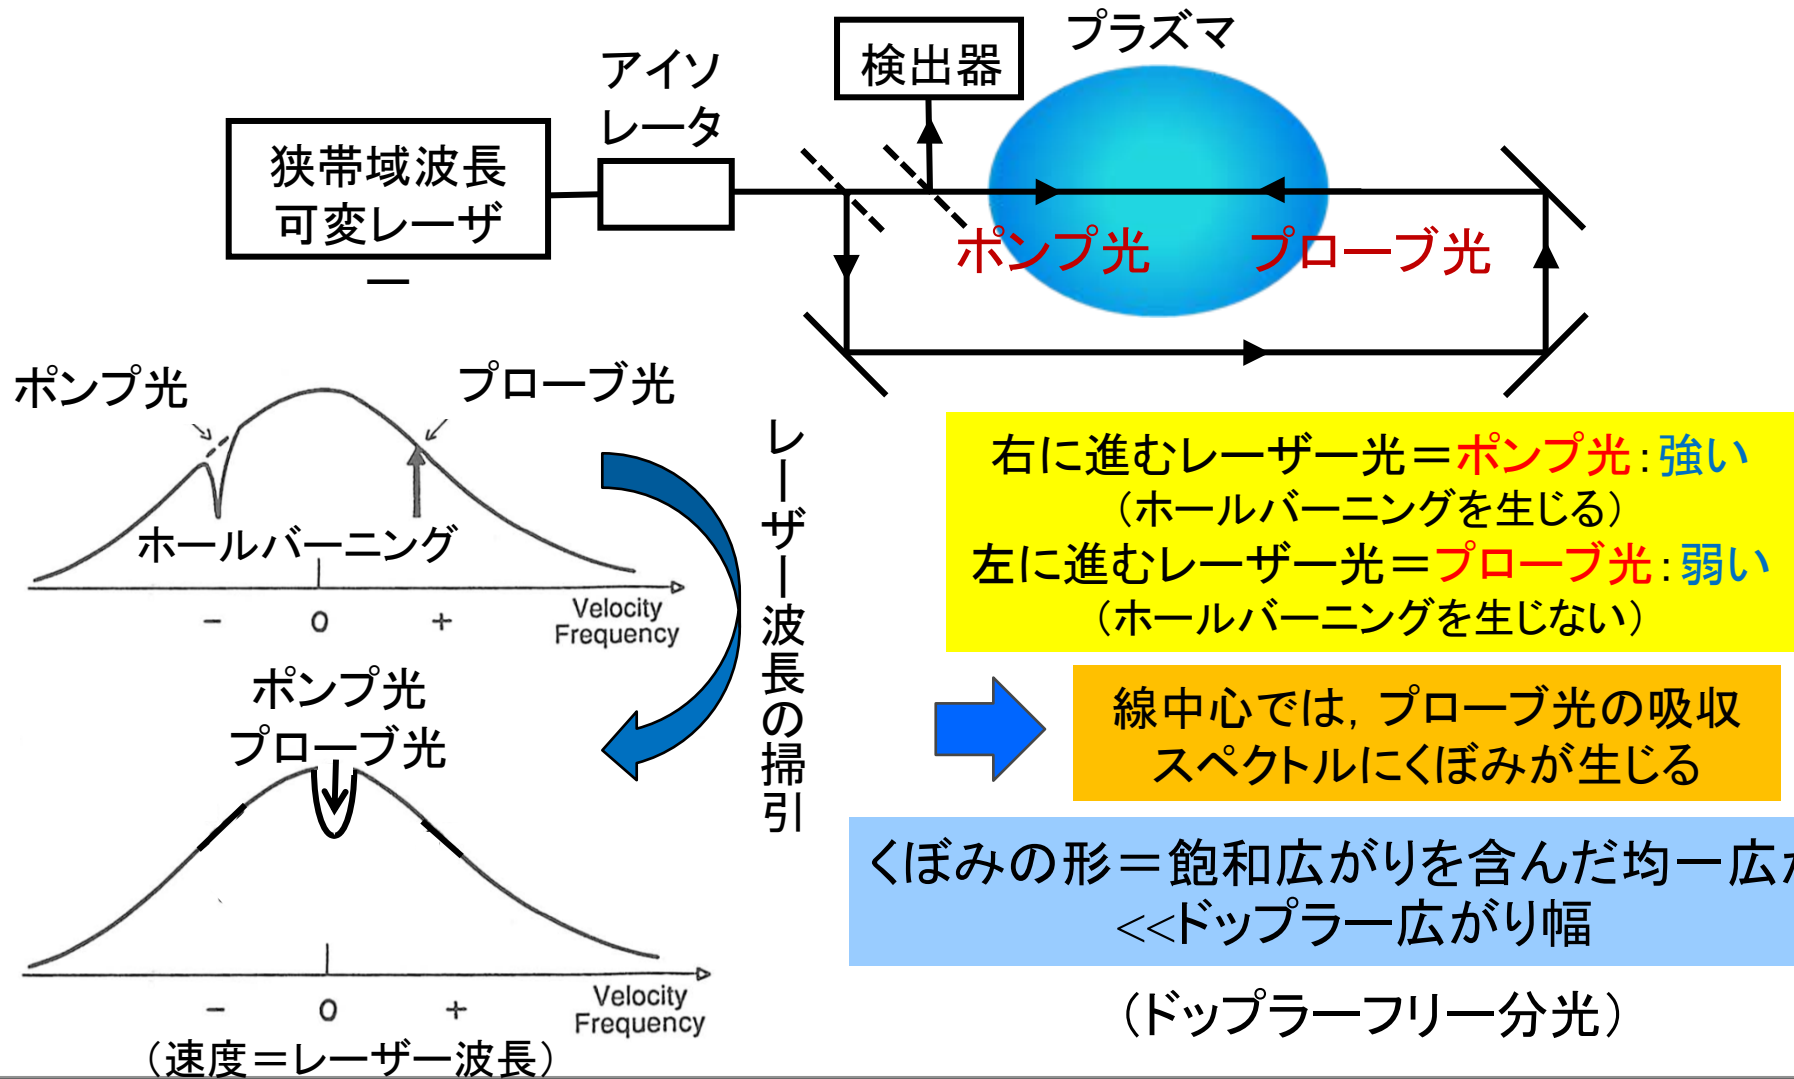 プラズマ
検出器
アイソ
レータ
狭帯域波長
可変レーザ
ー
ポンプ光
プローブ光
ポンプ光
プローブ光
ホールバーニング
- 0 +
Velocity
Frequency
レーザー波長の掃引
右に進むレーザー光＝ポンプ光：強い
（ホールバーニングを生じる）
左に進むレーザー光＝プローブ光：弱い
（ホールバーニングを生じない）
ポンプ光
プローブ光
線中心では，プローブ光の吸収
スペクトルにくぼみが生じる
くぼみの形＝飽和広がりを含んだ均一広
<<ドップラー広がり幅
- 0 +
Velocity
Frequency
（速度＝レーザー波長）
（ドップラーフリー分光）